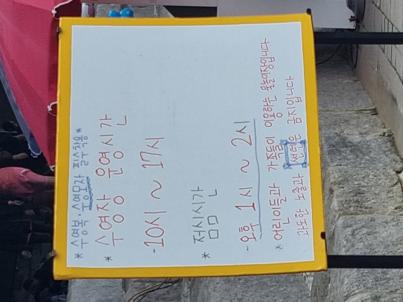 * 수영복, 수영모자 필수착용 *
* 수영장 운영시간
- 10시 ~ 17시
* 점심시간
- 오후 1시 ~ 2시
* 어린이들과 가족들이 이용하는 물놀이장입니다
과도한 노출과 은 금지입니다